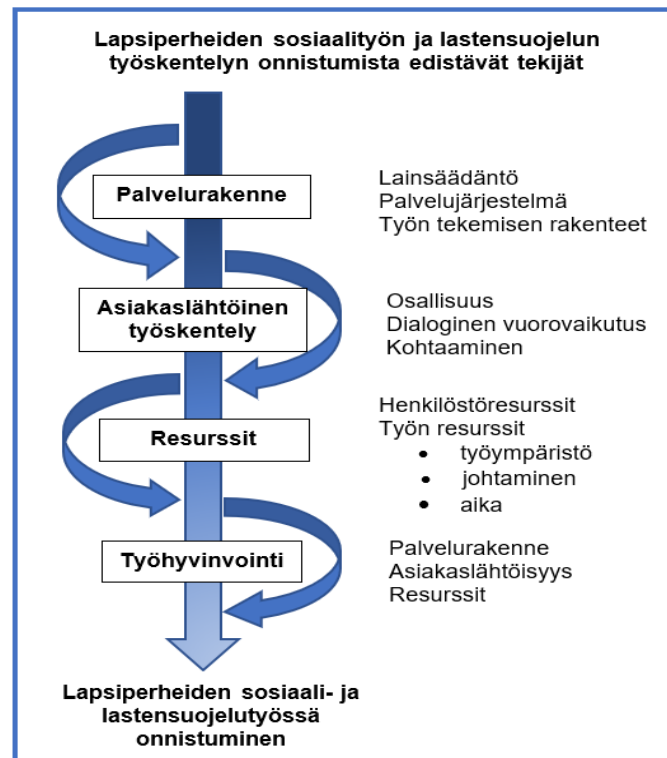 Lapsiperheiden sosiaalityön ja lastensuojelun
työskentelyn onnistumista edistävät tekijät
Palvelurakenne
Lainsäädäntö
Palvelujärjestelmä
Työn tekemisen rakenteet
Asiakaslähtöinen
työskentely
Osallisuus
Dialoginen vuorovaikutus
Kohtaaminen
Resurssit
Henkilöstöresurssit
Työn resurssit
• työympäristö
• johtaminen
• aika
Työhyvinvointi
Palvelurakenne
Asiakaslähtöisyys
Resurssit
Lapsiperheiden sosiaali- ja
lastensuojelutyössä
onnistuminen